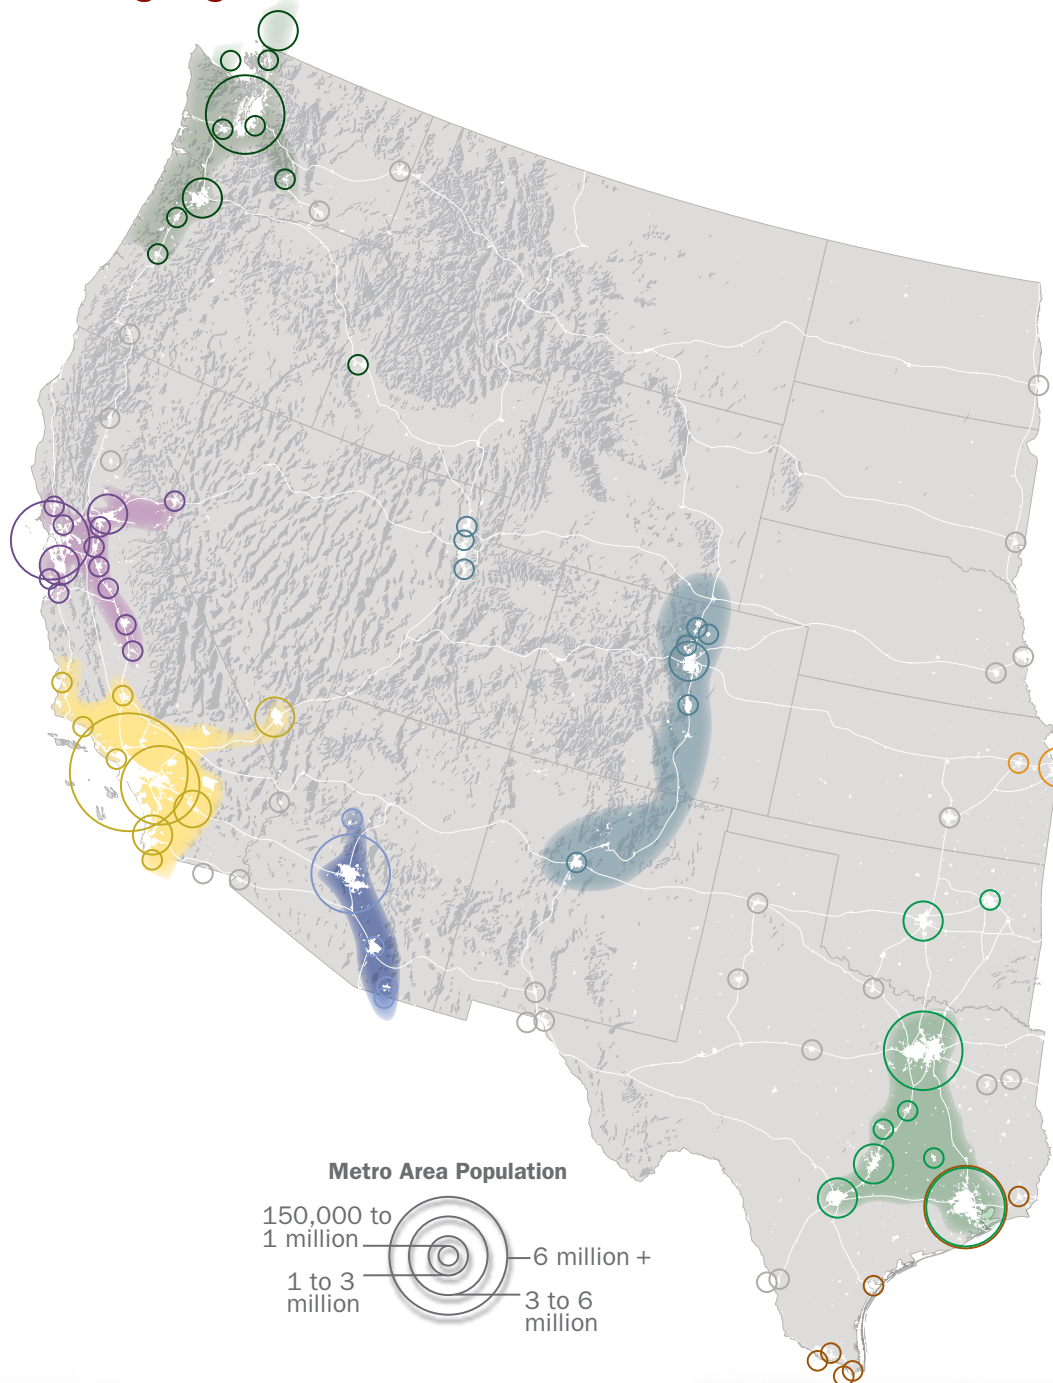 Metro Area Population
150,000 to
1 million
6 million +
1 to 3
million
3 to 6
million